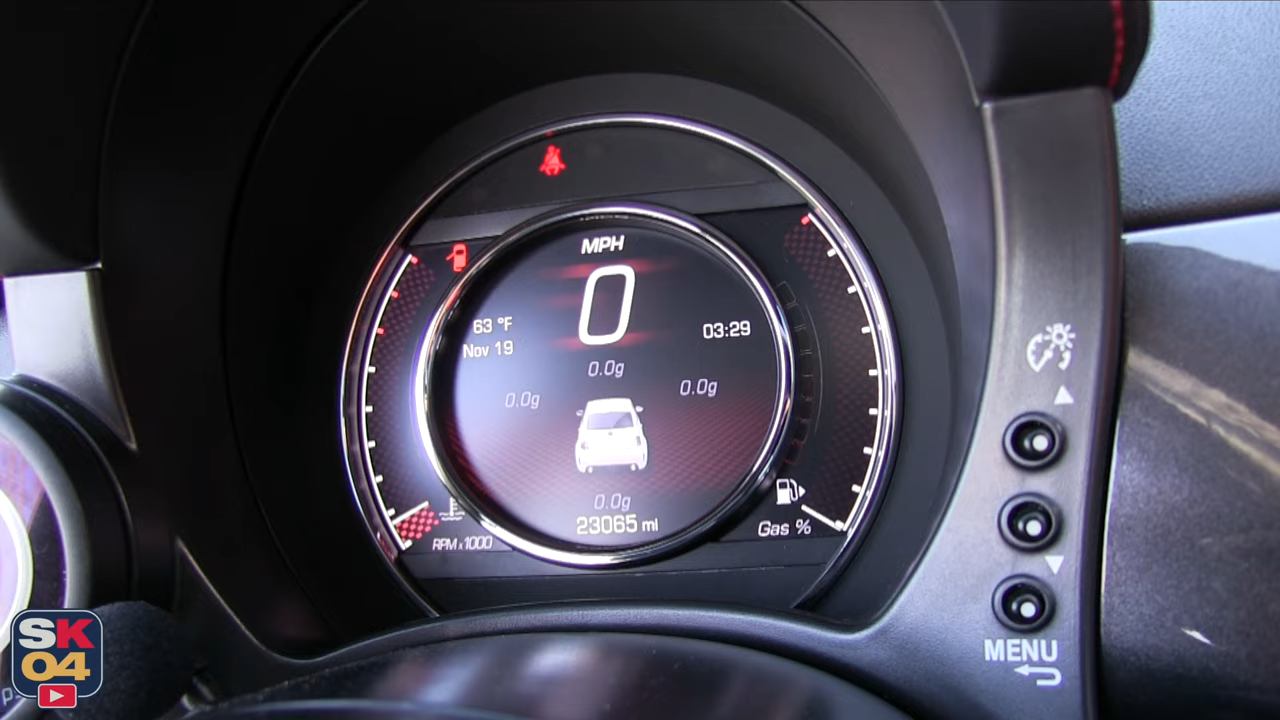 MPH
0
63 °F
03:29
Nov 19
0.0g
0.0g
0.0g
0.0g
23065 mi
RPM x1000
Gas %
MENU
SK
04